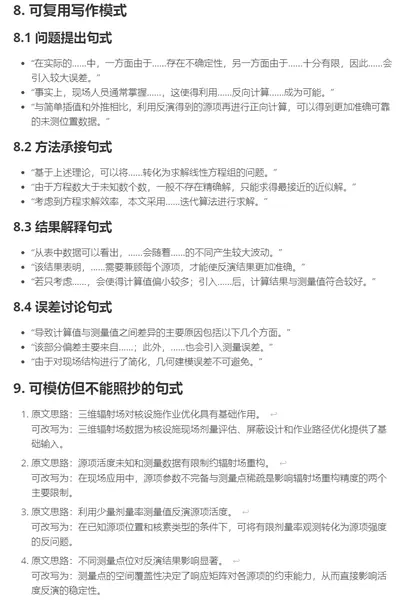 8. 可复用写作模式
8.1 问题提出句式
• “在实际的……中，一方面由于……存在不确定性，另一方面由于……十分有限，因此……会
引入较大误差。”
• “事实上，现场人员通常掌握……，这使得利用……反向计算……成为可能。”
• “与简单插值和外推相比，利用反演得到的源项再进行正向计算，可以得到更加准确可靠
的未测位置数据。”
8.2 方法承接句式
• “基于上述理论，可以将……转化为求解线性方程组的问题。”
• “由于方程数大于未知数个数，一般不存在精确解，只能求得最接近的近似解。”
• “考虑到方程求解效率，本文采用……迭代算法进行求解。”
8.3 结果解释句式
• “从表中数据可以看出，……会随着……的不同产生较大波动。”
• “该结果表明，……需要兼顾每个源项，才能使反演结果更加准确。”
• “若只考虑……，会使得计算值偏小较多；引入……后，计算结果与测量值符合较好。”
8.4 误差讨论句式
• “导致计算值与测量值之间差异的主要原因包括以下几个方面。”
• “该部分偏差主要来自……；此外，……也会引入测量误差。”
• “由于对现场结构进行了简化，几何建模误差不可避免。”
9. 可模仿但不能照抄的句式
1. 原文思路：三维辐射场对核设施作业优化具有基础作用。 ↩
可改写为：三维辐射场数据为核设施现场剂量评估、屏蔽设计和作业路径优化提供了基
础输入。
2. 原文思路：源项活度未知和测量数据有限制约辐射场重构。 ↩
可改写为：在现场应用中，源项参数不完备与测量点稀疏是影响辐射场重构精度的两个
主要限制。
3. 原文思路：利用少量剂量率测量值反演源项活度。 ↩
可改写为：在已知源项位置和核素类型的条件下，可将有限剂量率观测转化为源项强度
的反问题。
4. 原文思路：不同测量点位对反演结果影响显著。 ↩
可改写为：测量点的空间覆盖性决定了响应矩阵对各源项的约束能力，从而直接影响活
度反演的稳定性。